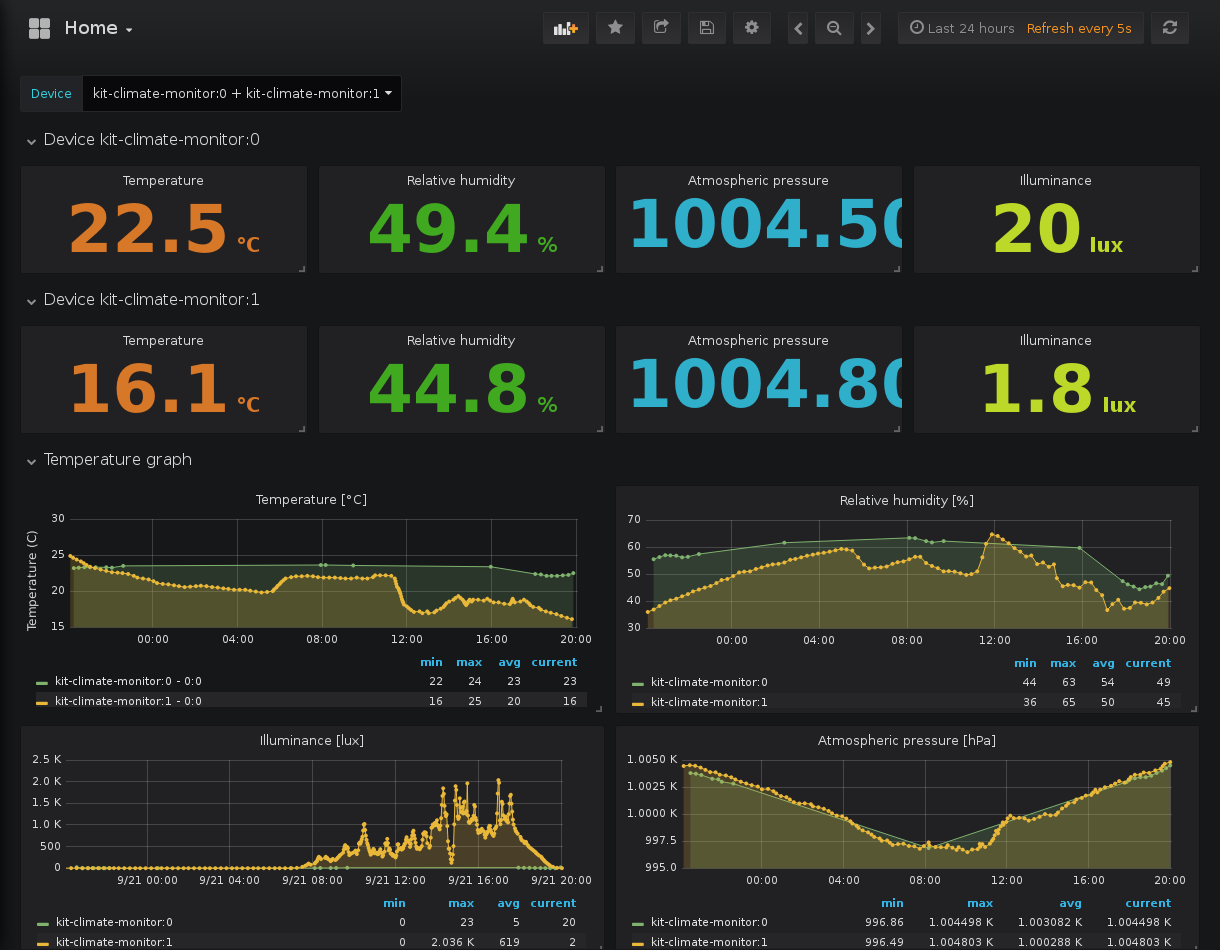 Home
Last 24 hours Refresh every 5s
Device kit-climate-monitor:0 + kit-climate-monitor:1
Device kit-climate-monitor:0
Temperature Relative humidity Atmospheric pressure Illuminance
22.5 °C 49.4 % 1004.50 20 lux
Device kit-climate-monitor:1
Temperature Relative humidity Atmospheric pressure Illuminance
16.1 °C 44.8 % 1004.80 1.8 lux
Temperature graph
Temperature [°C]
Temperature (C)
30
25
20
15
00:00 04:00 08:00 12:00 16:00 20:00
min max avg current
kit-climate-monitor:0 - 0:0 22 24 23 23
kit-climate-monitor:1 - 0:0 16 25 20 16
Relative humidity [%]
70
60
50
40
30
00:00 04:00 08:00 12:00 16:00 20:00
min max avg current
kit-climate-monitor:0 44 63 54 49
kit-climate-monitor:1 36 65 50 45
Illuminance [lux]
2.5 K
2.0 K
1.5 K
1.0 K
500
0
9/21 00:00 9/21 04:00 9/21 08:00 9/21 12:00 9/21 16:00 9/21 20:00
min max avg current
kit-climate-monitor:0 0 23 5 20
kit-climate-monitor:1 0 2.036 K 619 2
Atmospheric pressure [hPa]
1.0050 K
1.0025 K
1.0000 K
997.5
995.0
00:00 04:00 08:00 12:00 16:00 20:00
min max avg current
kit-climate-monitor:0 996.86 1.004498 K 1.003082 K 1.004498 K
kit-climate-monitor:1 996.49 1.004803 K 1.000288 K 1.004803 K